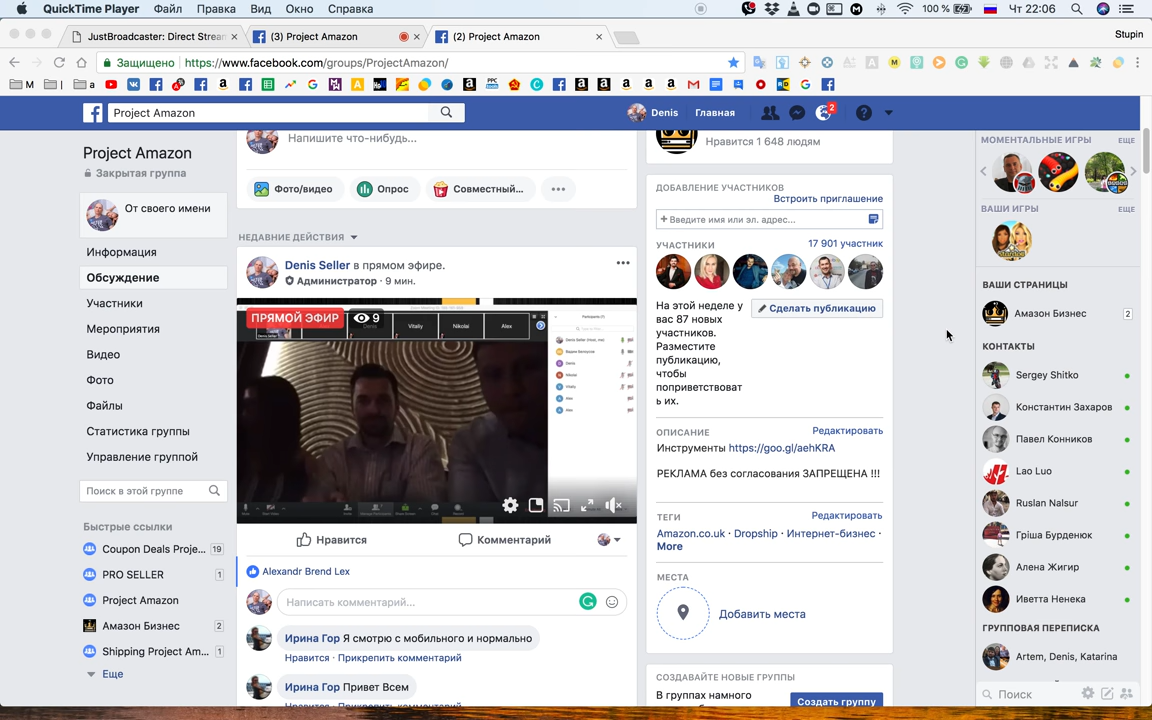 QuickTime Player Файл Правка Вид Окно Справка
100 % Чт 22:06
JustBroadcaster: Direct Strean
(3) Project Amazon
(2) Project Amazon
Stupin
Защищено https://www.facebook.com/groups/ProjectAmazon/
Project Amazon
Denis Главная 2
Project Amazon
Закрытая группа
От своего имени
Информация
Обсуждение
Участники
Мероприятия
Видео
Фото
Файлы
Статистика группы
Управление группой
Поиск в этой группе
Быстрые ссылки
Coupon Deals Proje... 19
PRO SELLER 1
Project Amazon
Амазон Бизнес 2
Shipping Project Am... 1
Еще
Напишите что-нибудь...
Фото/видео Опрос Совместный...
НЕДАВНИЕ ДЕЙСТВИЯ
Denis Seller в прямом эфире.
Администратор · 9 мин.
ПРЯМОЙ ЭФИР 9
Denis Vitaliy Nikolai Alex
Нравится Комментарий
Alexandr Brend Lex
Написать комментарий...
Ирина Гор Я смотрю с мобильного и нормально
Нравится · Прикрепить комментарий
Ирина Гор Привет Всем
Нравится · Прикрепить комментарий
Нравится 1 648 людям
ДОБАВЛЕНИЕ УЧАСТНИКОВ
Встроить приглашение
+ Введите имя или эл. адрес...
УЧАСТНИКИ 17 901 участник
На этой неделе у
вас 87 новых
участников.
Разместите
публикацию,
чтобы
поприветствоват
ь их.
Сделать публикацию
ОПИСАНИЕ Редактировать
Инструменты https://goo.gl/aehKRA
РЕКЛАМА без согласования ЗАПРЕЩЕНА !!!
ТЕГИ Редактировать
Amazon.co.uk · Dropship · Интернет-бизнес ·
More
МЕСТА
Добавить места
СОЗДАВАЙТЕ НОВЫЕ ГРУППЫ
В группах намного
Создать группу
МОМЕНТАЛЬНЫЕ ИГРЫ ЕЩЕ
ВАШИ ИГРЫ ЕЩЕ
ВАШИ СТРАНИЦЫ
Амазон Бизнес 2
КОНТАКТЫ
Sergey Shitko
Константин Захаров
Павел Конников
Lao Luo
Ruslan Nalsur
Гріша Бурденюк
Алена Жигир
Иветта Ненека
ГРУППОВАЯ ПЕРЕПИСКА
Artem, Denis, Katarina
Поиск